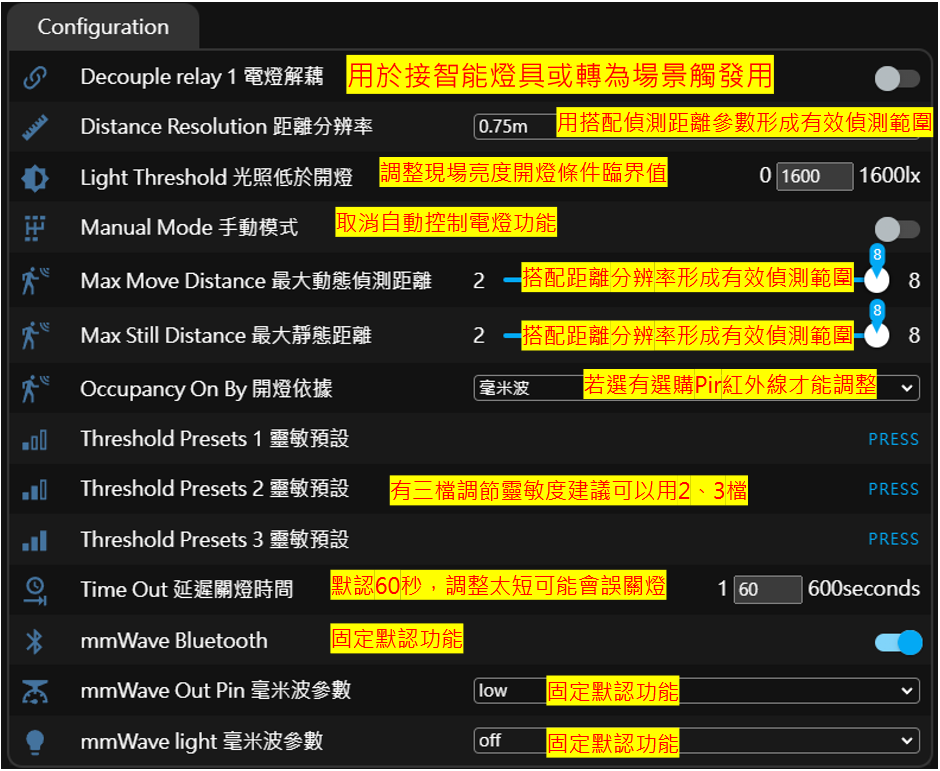 Configuration
Decouple relay 1 電燈解藕 用於接智能燈具或轉為場景觸發用
Distance Resolution 距離分辨率 0.75m 用搭配偵測距離參數形成有效偵測範圍
Light Threshold 光照低於開燈 調整現場亮度開燈條件臨界值 0 1600 1600lx
Manual Mode 手動模式 取消自動控制電燈功能
8
Max Move Distance 最大動態偵測距離 2 搭配距離分辨率形成有效偵測範圍 8
8
Max Still Distance 最大靜態距離 2 搭配距離分辨率形成有效偵測範圍 8
Occupancy On By 開燈依據 毫米波 若選有選購Pir紅外線才能調整
Threshold Presets 1 靈敏預設 PRESS
Threshold Presets 2 靈敏預設 有三檔調節靈敏度建議可以用2、3檔 PRESS
Threshold Presets 3 靈敏預設 PRESS
Time Out 延遲關燈時間 默認60秒，調整太短可能會誤關燈 1 60 600seconds
mmWave Bluetooth 固定默認功能
mmWave Out Pin 毫米波參數 low 固定默認功能
mmWave light 毫米波參數 off 固定默認功能